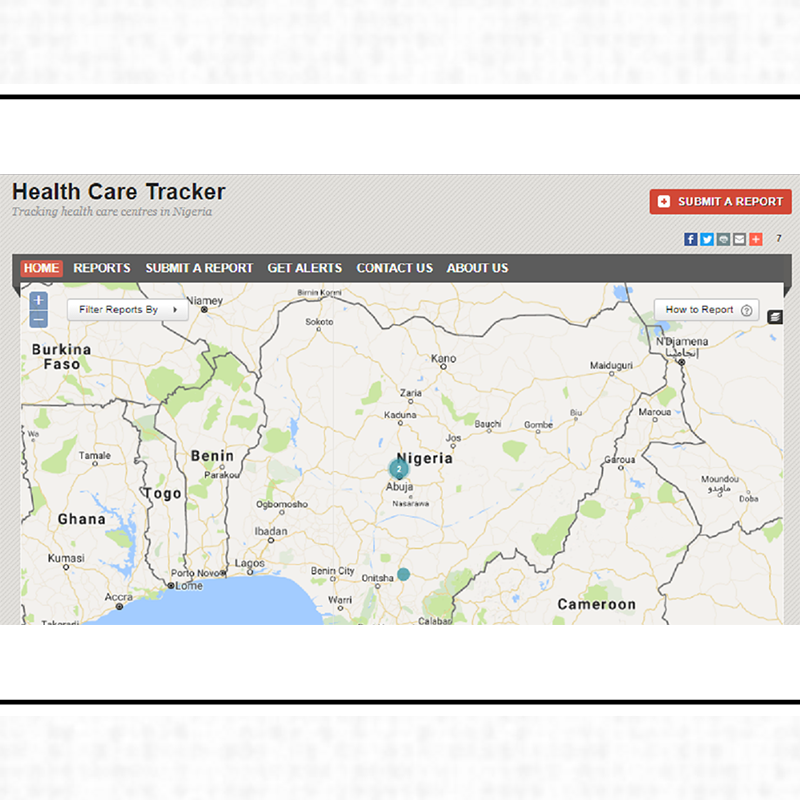 Health Care Tracker
Tracking health care centres in Nigeria
SUBMIT A REPORT
7
HOME REPORTS SUBMIT A REPORT GET ALERTS CONTACT US ABOUT US
+
−
Filter Reports By
How to Report ?
Niamey
Birnin Konni
Sokoto
N'Djamena
إنجامينا
Burkina
Faso
Kano
Maiduguri
Zaria
Kaduna
Biu
Maroua
Bauchi
Gombe
Wa
Jos
Tamale
Benin
Nigeria
Garoua
2
Parakou
Abuja
Moundou
موندو
Doba
Togo
Nasarawa
Ghana
Ogbomosho
Ibadan
Kumasi
Lagos
Porto Novo
Benin City
Onitsha
Lome
Accra
Warri
Cameroon
Calabar
Takoradi